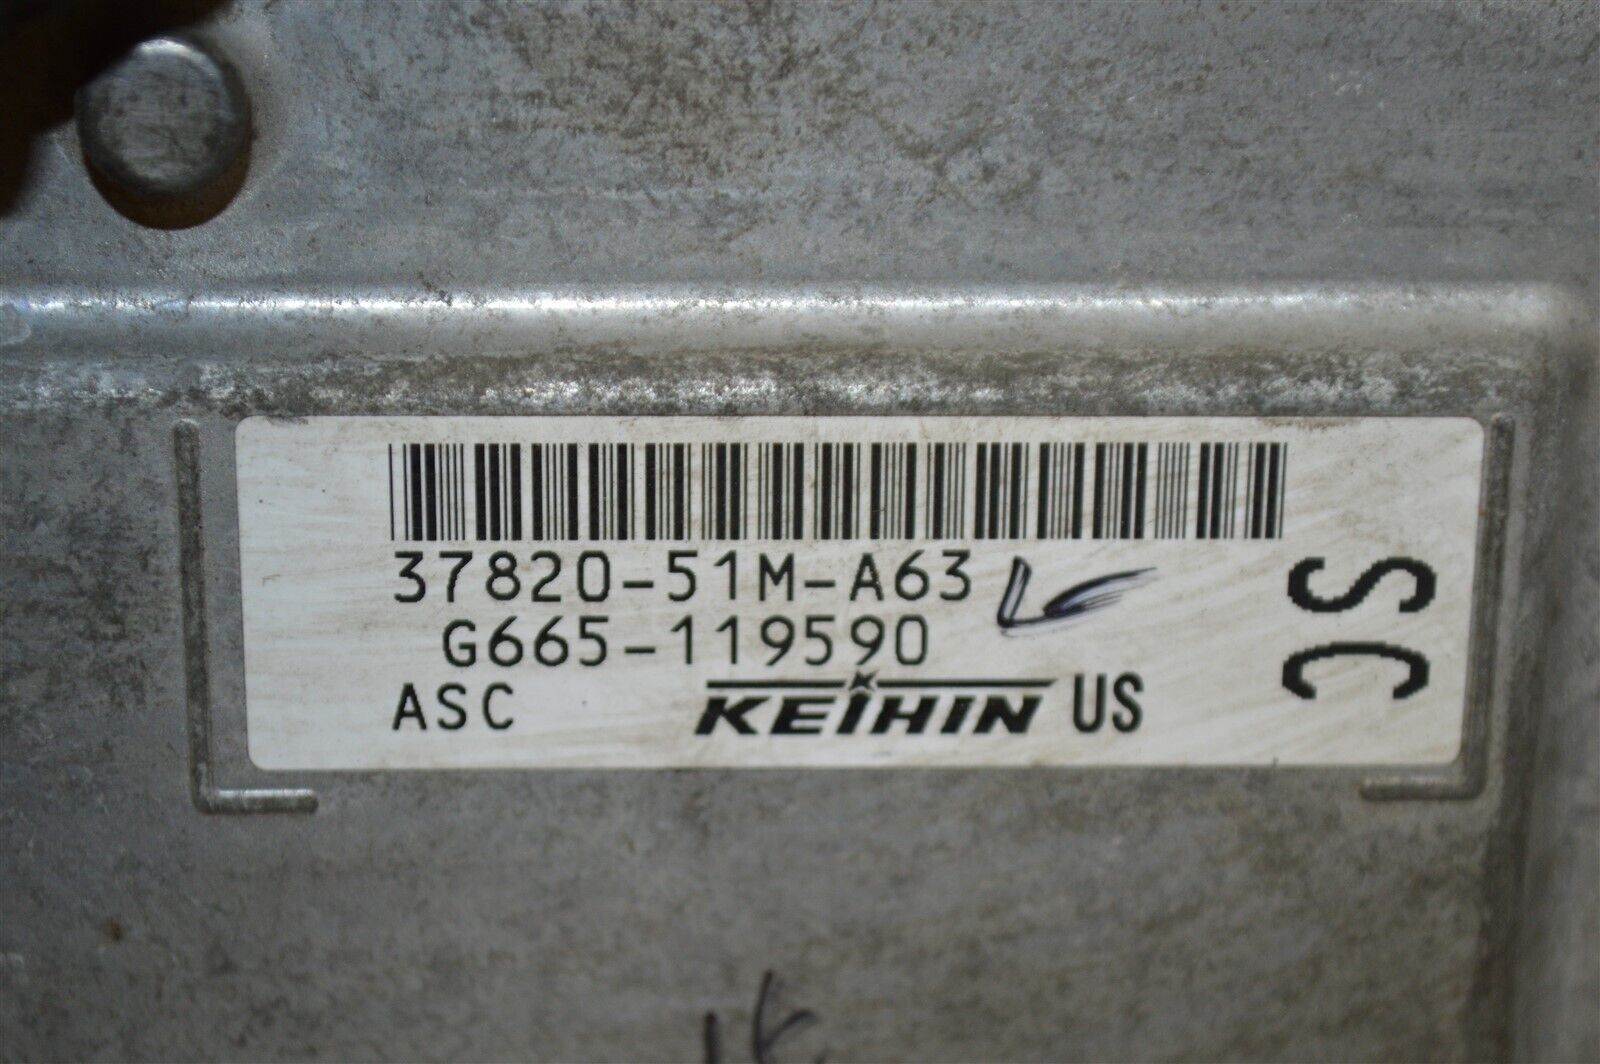 37820-51M-A63
G665-119590
ASC KEIHIN US
SC